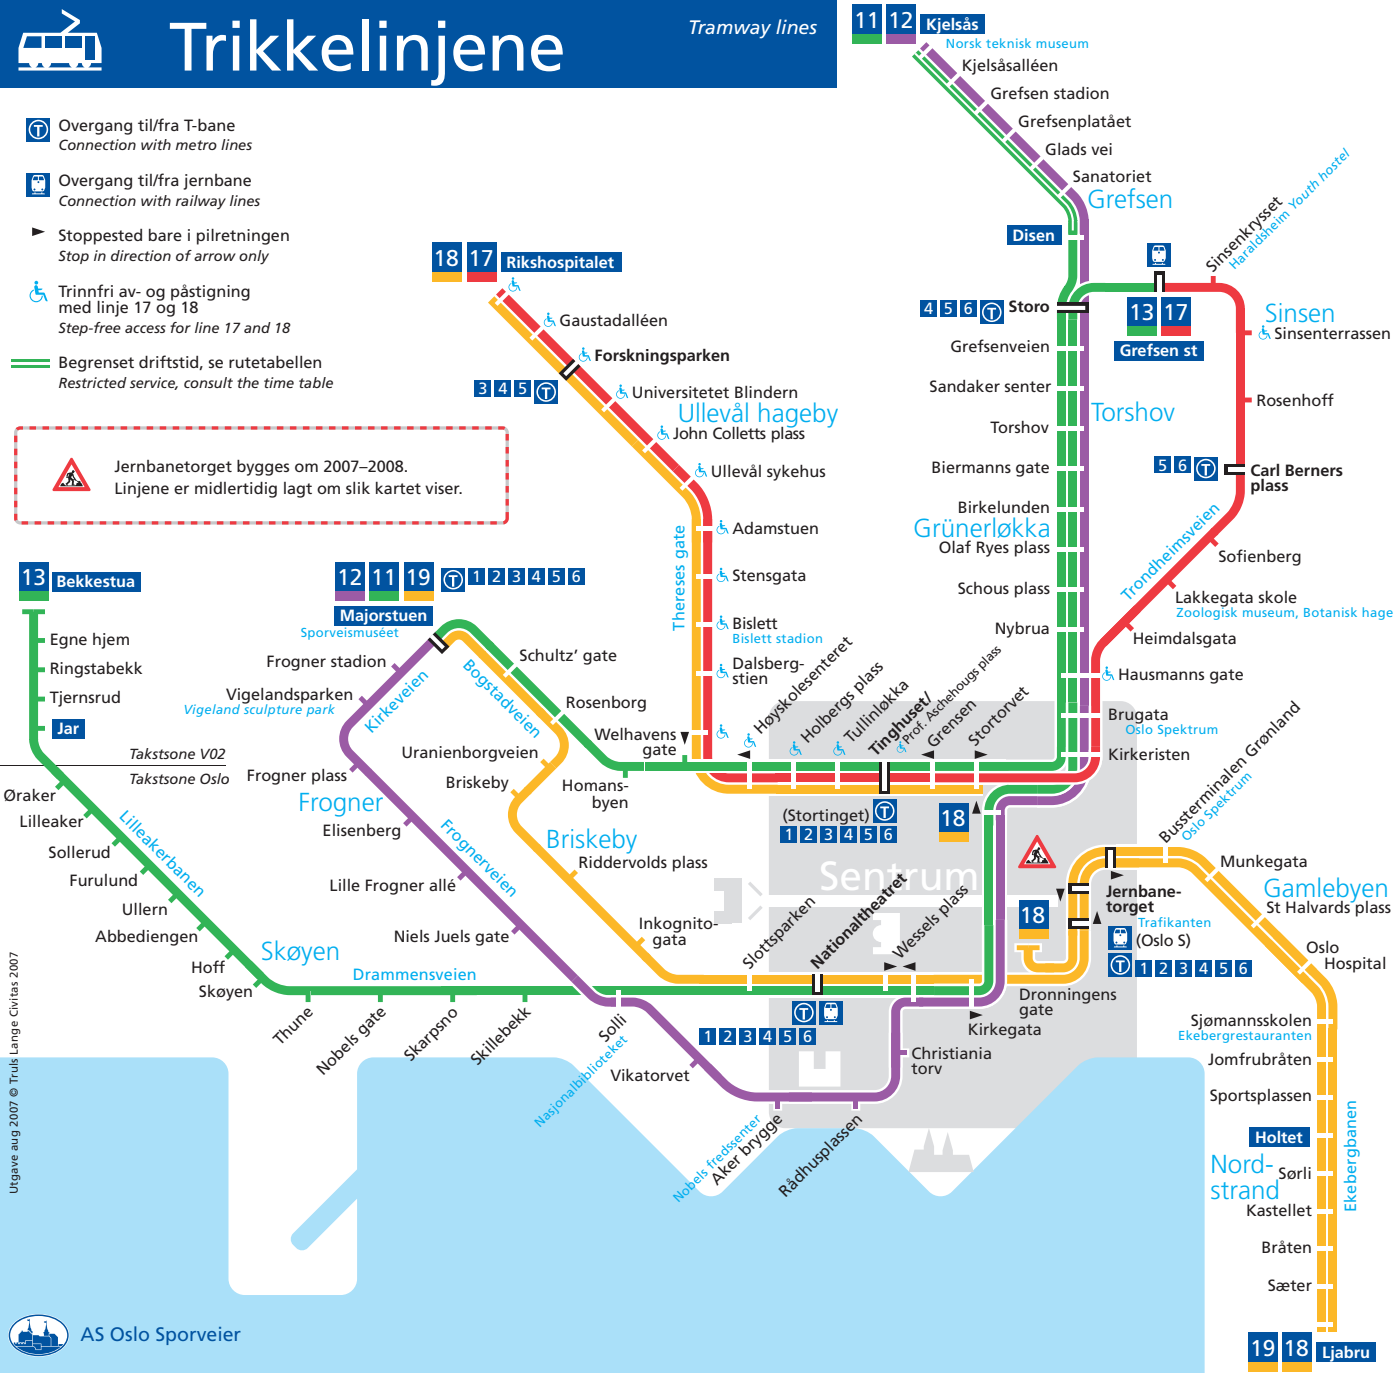 Trikkelinjene
Tramway lines
Overgang til/fra T-bane
Connection with metro lines
Overgang til/fra jernbane
Connection with railway lines
Stoppested bare i pilretningen
Stop in direction of arrow only
Trinnfri av- og påstigning
med linje 17 og 18
Step-free access for line 17 and 18
Begrenset driftstid, se rutetabellen
Restricted service, consult the time table
Jernbanetorget bygges om 2007–2008.
Linjene er midlertidig lagt om slik kartet viser.
11 12 Kjelsås
Norsk teknisk museum
Kjelsåsalléen
Grefsen stadion
Grefsenplatået
Glads vei
Sanatoriet
Grefsen
Disen
4 5 6 T Storo
Grefsenveien
Sandaker senter
Torshov
Torshov
Biermanns gate
Birkelunden
Grünerløkka
Olaf Ryes plass
Schous plass
Nybrua
Sinsenkrysset
Haraldsheim Youth hostel
13 17
Grefsen st
Sinsen
Sinsenterrassen
Rosenhoff
5 6 T
Carl Berners
plass
Trondheimsveien
Sofienberg
Lakkegata skole
Zoologisk museum, Botanisk hage
Heimdalsgata
Hausmanns gate
Brugata
Oslo Spektrum
Kirkeristen
18 17 Rikshospitalet
Gaustadalléen
Forskningsparken
3 4 5 T
Universitetet Blindern
Ullevål hageby
John Colletts plass
Ullevål sykehus
Adamstuen
Thereses gate
Stensgata
Bislett
Bislett stadion
Dalsberg-
stien
Welhavens
gate
Høyskolesenteret
Holbergs plass
Tullinløkka
Tinghuset/
Prof. Aschehougs plass
Grensen
Stortorvet
(Stortinget) T
1 2 3 4 5 6
18
13 Bekkestua
Egne hjem
Ringstabekk
Tjernsrud
Jar
Takstsone V02
Takstsone Oslo
Øraker
Lilleaker
Sollerud
Furulund
Ullern
Abbediengen
Hoff
Skøyen
Lilleakerbanen
Skøyen
Drammensveien
Thune
Nobels gate
Skarpsno
Skillebekk
Solli
Nasjonalbiblioteket
12 11 19 T 1 2 3 4 5 6
Majorstuen
Sporveismuséet
Frogner stadion
Vigelandsparken
Vigeland sculpture park
Kirkeveien
Frogner plass
Frogner
Elisenberg
Frognerveien
Lille Frogner allé
Niels Juels gate
Schultz' gate
Bogstadveien
Rosenborg
Homans-
byen
Uranienborgveien
Briskeby
Briskeby
Riddervolds plass
Inkognito-
gata
Sentrum
Slottsparken
Nationaltheatret
Wessels plass
T
1 2 3 4 5 6
Vikatorvet
Nobels fredssenter
Aker brygge
Rådhusplassen
Christiania
torv
Kirkegata
Dronningens
gate
18
Jernbane-
torget
Trafikanten
(Oslo S)
T 1 2 3 4 5 6
Bussterminalen Grønland
Oslo Spektrum
Munkegata
Gamlebyen
St Halvards plass
Oslo
Hospital
Sjømannsskolen
Ekebergrestauranten
Jomfrubråten
Sportsplassen
Holtet
Nord-
strand
Sørli
Kastellet
Bråten
Sæter
Ekebergbanen
19 18 Ljabru
Utgave aug 2007 © Truls Lange Civitas 2007
AS Oslo Sporveier